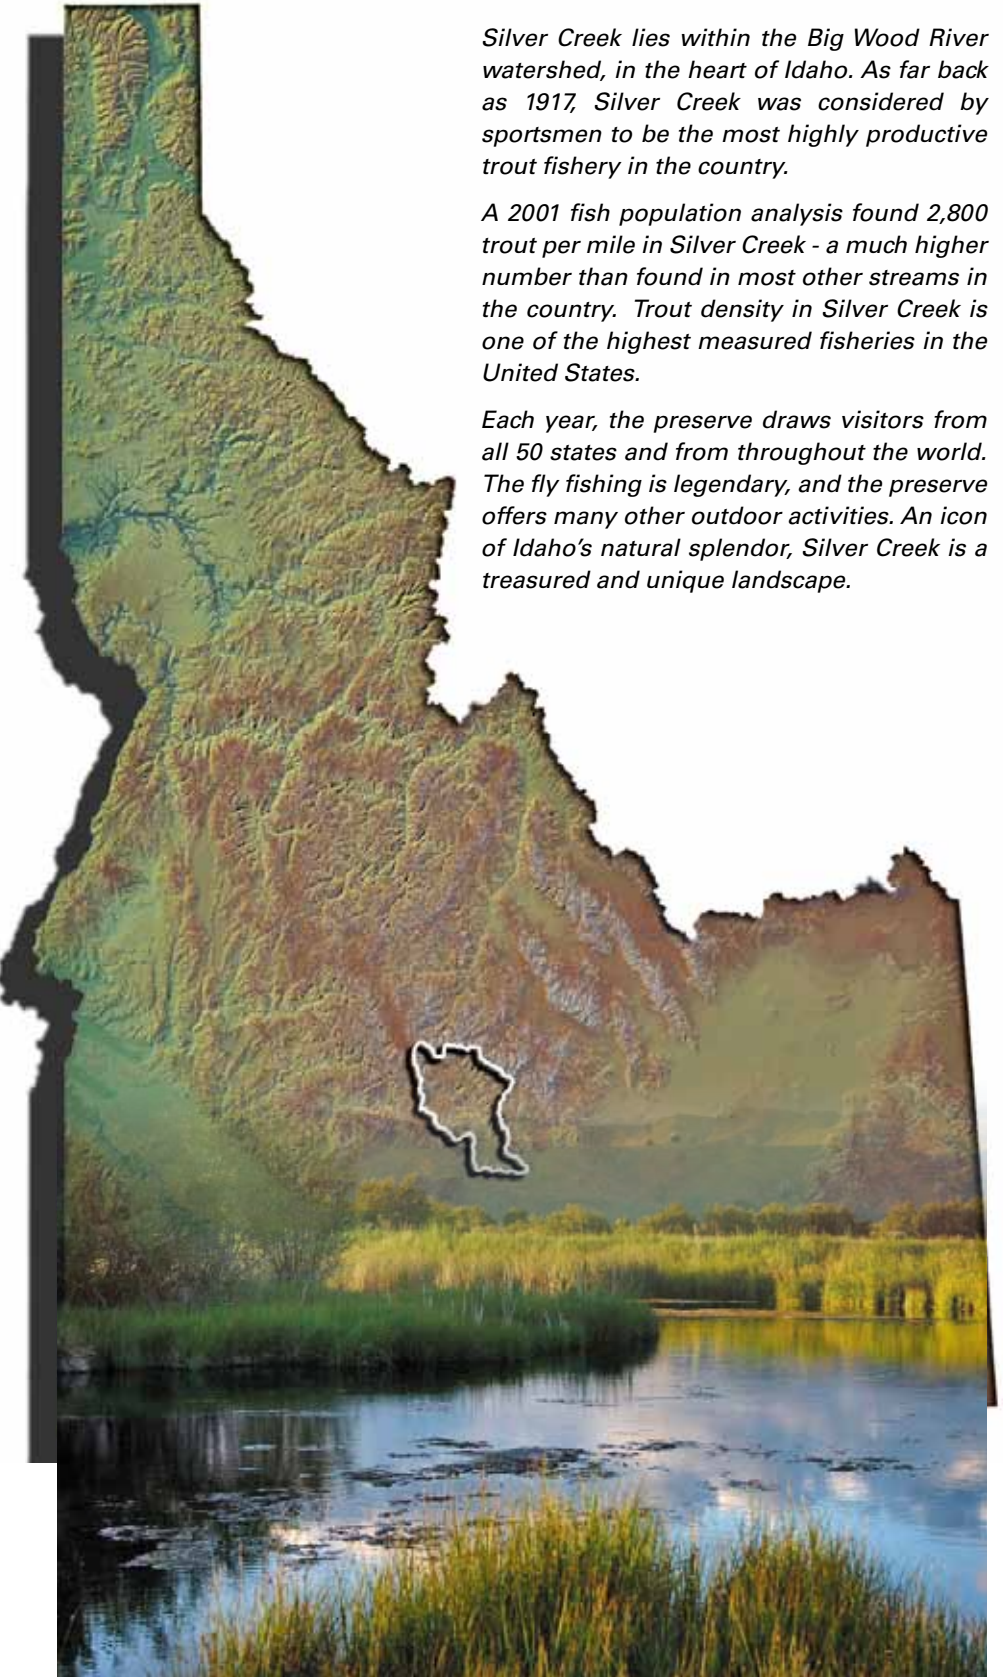 Silver Creek lies within the Big Wood River
watershed, in the heart of Idaho. As far back
as 1917, Silver Creek was considered by
sportsmen to be the most highly productive
trout fishery in the country.
A 2001 fish population analysis found 2,800
trout per mile in Silver Creek - a much higher
number than found in most other streams in
the country. Trout density in Silver Creek is
one of the highest measured fisheries in the
United States.
Each year, the preserve draws visitors from
all 50 states and from throughout the world.
The fly fishing is legendary, and the preserve
offers many other outdoor activities. An icon
of Idaho’s natural splendor, Silver Creek is a
treasured and unique landscape.